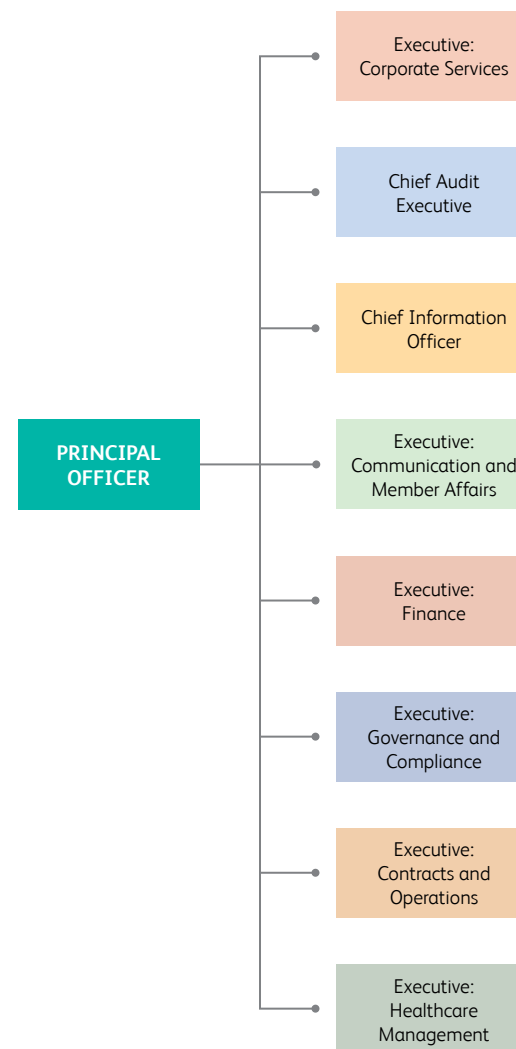 Executive:
Corporate Services
Chief Audit
Executive
Chief Information
Officer
PRINCIPAL
OFFICER
Executive:
Communication and
Member Affairs
Executive:
Finance
Executive:
Governance and
Compliance
Executive:
Contracts and
Operations
Executive:
Healthcare
Management